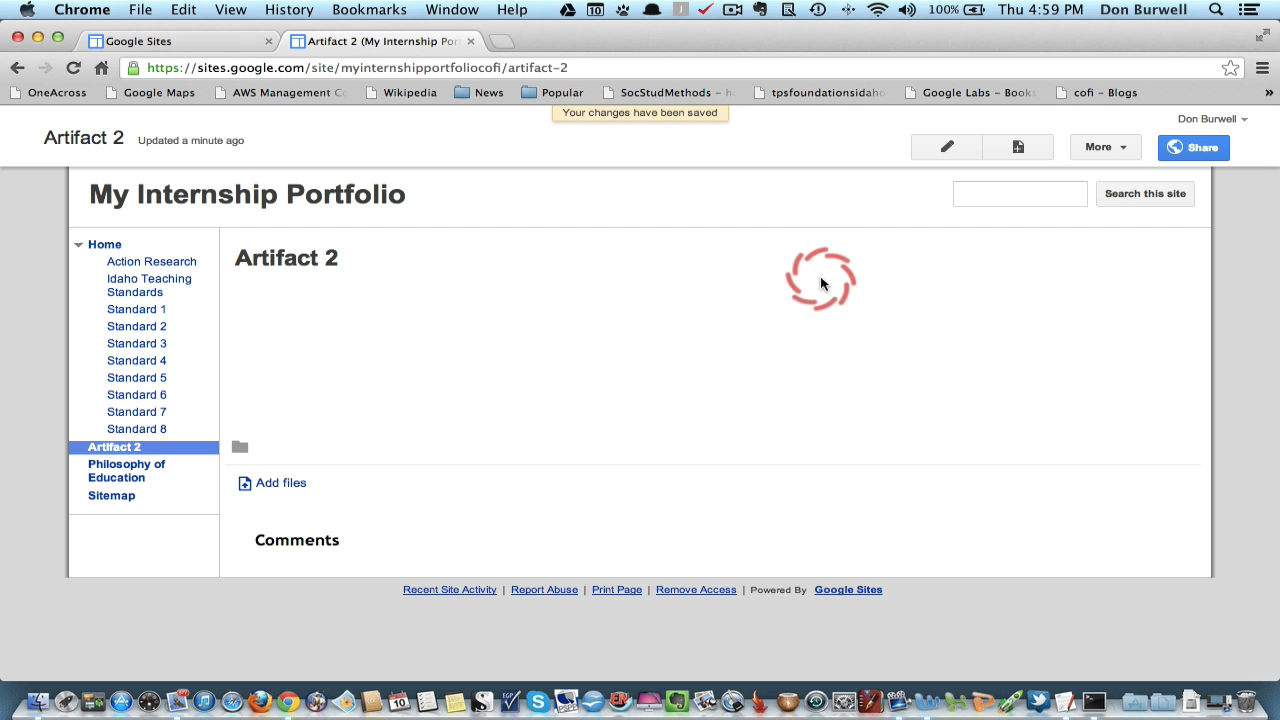 Chrome File Edit View History Bookmarks Window Help 100% Thu 4:59 PM Don Burwell
Google Sites Artifact 2 (My Internship Por
https://sites.google.com/site/myinternshipportfoliocofi/artifact-2
OneAcross Google Maps AWS Management Co Wikipedia News Popular SocStudMethods – h tpsfoundationsidaho Google Labs – Books cofi – Blogs »
Your changes have been saved
Don Burwell
Artifact 2 Updated a minute ago More Share
My Internship Portfolio Search this site
Home
Artifact 2
Action Research
Idaho Teaching
Standards
Standard 1
Standard 2
Standard 3
Standard 4
Standard 5
Standard 6
Standard 7
Standard 8
Artifact 2
Philosophy of
Education
Sitemap
Add files
Comments
Recent Site Activity | Report Abuse | Print Page | Remove Access | Powered By Google Sites